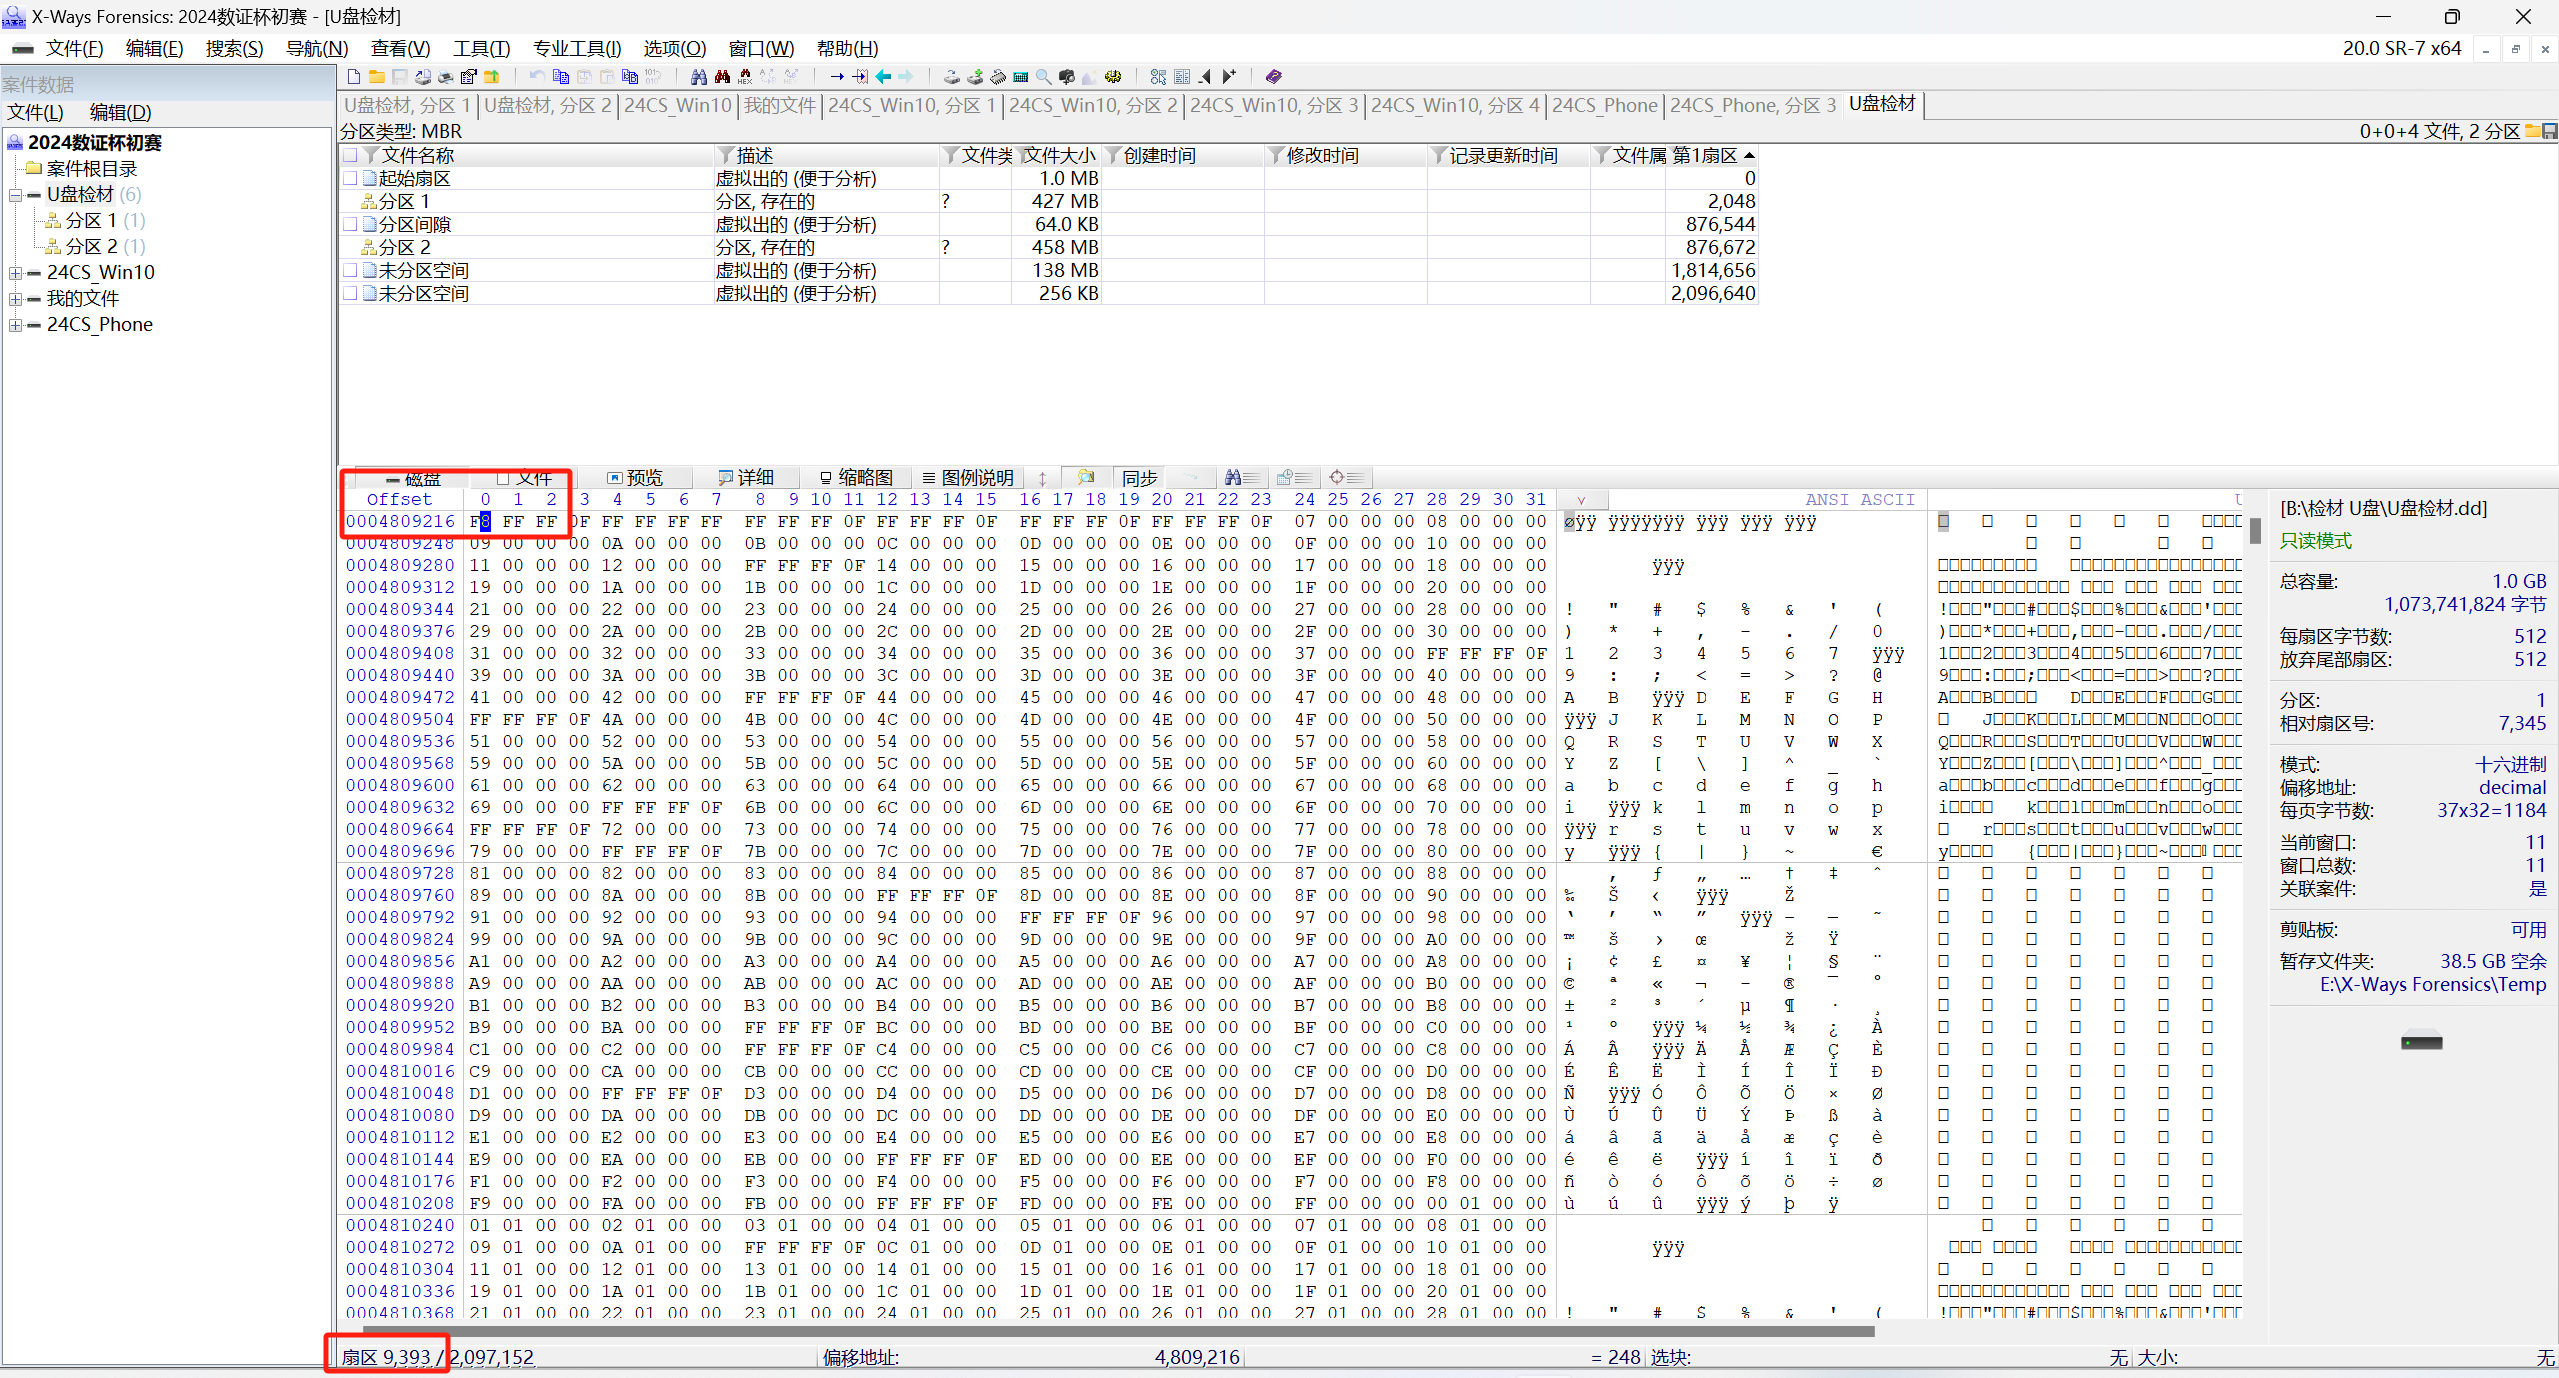 X-Ways Forensics: 2024数证杯初赛 - [U盘检材]
文件(F) 编辑(E) 搜索(S) 导航(N) 查看(V) 工具(T) 专业工具(I) 选项(O) 窗口(W) 帮助(H) 20.0 SR-7 x64
案件数据
文件(L) 编辑(D)
2024数证杯初赛
案件根目录
U盘检材 (6)
分区 1 (1)
分区 2 (1)
24CS_Win10
我的文件
24CS_Phone
U盘检材, 分区 1 U盘检材, 分区 2 24CS_Win10 我的文件 24CS_Win10, 分区 1 24CS_Win10, 分区 2 24CS_Win10, 分区 3 24CS_Win10, 分区 4 24CS_Phone 24CS_Phone, 分区 3 U盘检材
分区类型: MBR 0+0+4 文件, 2 分区
文件名称 描述 文件类 文件大小 创建时间 修改时间 记录更新时间 文件属 第1扇区
起始扇区 虚拟出的 (便于分析) 1.0 MB 0
分区 1 分区, 存在的 ? 427 MB 2,048
分区间隙 虚拟出的 (便于分析) 64.0 KB 876,544
分区 2 分区, 存在的 ? 458 MB 876,672
未分区空间 虚拟出的 (便于分析) 138 MB 1,814,656
未分区空间 虚拟出的 (便于分析) 256 KB 2,096,640
磁盘 文件 预览 详细 缩略图 图例说明 同步
Offset 0 1 2 3 4 5 6 7 8 9 10 11 12 13 14 15 16 17 18 19 20 21 22 23 24 25 26 27 28 29 30 31 ANSI ASCII
0004809216 F8 FF FF 0F FF FF FF FF FF FF FF 0F FF FF FF 0F FF FF FF 0F FF FF FF 0F 07 00 00 00 08 00 00 00
0004809248 09 00 00 00 0A 00 00 00 0B 00 00 00 0C 00 00 00 0D 00 00 00 0E 00 00 00 0F 00 00 00 10 00 00 00
0004809280 11 00 00 00 12 00 00 00 FF FF FF 0F 14 00 00 00 15 00 00 00 16 00 00 00 17 00 00 00 18 00 00 00
0004809312 19 00 00 00 1A 00 00 00 1B 00 00 00 1C 00 00 00 1D 00 00 00 1E 00 00 00 1F 00 00 00 20 00 00 00
0004809344 21 00 00 00 22 00 00 00 23 00 00 00 24 00 00 00 25 00 00 00 26 00 00 00 27 00 00 00 28 00 00 00
0004809376 29 00 00 00 2A 00 00 00 2B 00 00 00 2C 00 00 00 2D 00 00 00 2E 00 00 00 2F 00 00 00 30 00 00 00
0004809408 31 00 00 00 32 00 00 00 33 00 00 00 34 00 00 00 35 00 00 00 36 00 00 00 37 00 00 00 FF FF FF 0F
0004809440 39 00 00 00 3A 00 00 00 3B 00 00 00 3C 00 00 00 3D 00 00 00 3E 00 00 00 3F 00 00 00 40 00 00 00
0004809472 41 00 00 00 42 00 00 00 FF FF FF 0F 44 00 00 00 45 00 00 00 46 00 00 00 47 00 00 00 48 00 00 00
0004809504 FF FF FF 0F 4A 00 00 00 4B 00 00 00 4C 00 00 00 4D 00 00 00 4E 00 00 00 4F 00 00 00 50 00 00 00
0004809536 51 00 00 00 52 00 00 00 53 00 00 00 54 00 00 00 55 00 00 00 56 00 00 00 57 00 00 00 58 00 00 00
0004809568 59 00 00 00 5A 00 00 00 5B 00 00 00 5C 00 00 00 5D 00 00 00 5E 00 00 00 5F 00 00 00 60 00 00 00
0004809600 61 00 00 00 62 00 00 00 63 00 00 00 64 00 00 00 65 00 00 00 66 00 00 00 67 00 00 00 68 00 00 00
0004809632 69 00 00 00 FF FF FF 0F 6B 00 00 00 6C 00 00 00 6D 00 00 00 6E 00 00 00 6F 00 00 00 70 00 00 00
0004809664 FF FF FF 0F 72 00 00 00 73 00 00 00 74 00 00 00 75 00 00 00 76 00 00 00 77 00 00 00 78 00 00 00
0004809696 79 00 00 00 FF FF FF 0F 7B 00 00 00 7C 00 00 00 7D 00 00 00 7E 00 00 00 7F 00 00 00 80 00 00 00
0004809728 81 00 00 00 82 00 00 00 83 00 00 00 84 00 00 00 85 00 00 00 86 00 00 00 87 00 00 00 88 00 00 00
0004809760 89 00 00 00 8A 00 00 00 8B 00 00 00 FF FF FF 0F 8D 00 00 00 8E 00 00 00 8F 00 00 00 90 00 00 00
0004809792 91 00 00 00 92 00 00 00 93 00 00 00 94 00 00 00 FF FF FF 0F 96 00 00 00 97 00 00 00 98 00 00 00
0004809824 99 00 00 00 9A 00 00 00 9B 00 00 00 9C 00 00 00 9D 00 00 00 9E 00 00 00 9F 00 00 00 A0 00 00 00
0004809856 A1 00 00 00 A2 00 00 00 A3 00 00 00 A4 00 00 00 A5 00 00 00 A6 00 00 00 A7 00 00 00 A8 00 00 00
0004809888 A9 00 00 00 AA 00 00 00 AB 00 00 00 AC 00 00 00 AD 00 00 00 AE 00 00 00 AF 00 00 00 B0 00 00 00
0004809920 B1 00 00 00 B2 00 00 00 B3 00 00 00 B4 00 00 00 B5 00 00 00 B6 00 00 00 B7 00 00 00 B8 00 00 00
0004809952 B9 00 00 00 BA 00 00 00 FF FF FF 0F BC 00 00 00 BD 00 00 00 BE 00 00 00 BF 00 00 00 C0 00 00 00
0004809984 C1 00 00 00 C2 00 00 00 FF FF FF 0F C4 00 00 00 C5 00 00 00 C6 00 00 00 C7 00 00 00 C8 00 00 00
0004810016 C9 00 00 00 CA 00 00 00 CB 00 00 00 CC 00 00 00 CD 00 00 00 CE 00 00 00 CF 00 00 00 D0 00 00 00
0004810048 D1 00 00 00 FF FF FF 0F D3 00 00 00 D4 00 00 00 D5 00 00 00 D6 00 00 00 D7 00 00 00 D8 00 00 00
0004810080 D9 00 00 00 DA 00 00 00 DB 00 00 00 DC 00 00 00 DD 00 00 00 DE 00 00 00 DF 00 00 00 E0 00 00 00
0004810112 E1 00 00 00 E2 00 00 00 E3 00 00 00 E4 00 00 00 E5 00 00 00 E6 00 00 00 E7 00 00 00 E8 00 00 00
0004810144 E9 00 00 00 EA 00 00 00 EB 00 00 00 FF FF FF 0F ED 00 00 00 EE 00 00 00 EF 00 00 00 F0 00 00 00
0004810176 F1 00 00 00 F2 00 00 00 F3 00 00 00 F4 00 00 00 F5 00 00 00 F6 00 00 00 F7 00 00 00 F8 00 00 00
0004810208 F9 00 00 00 FA 00 00 00 FB 00 00 00 FF FF FF 0F FD 00 00 00 FE 00 00 00 FF 00 00 00 00 01 00 00
0004810240 01 01 00 00 02 01 00 00 03 01 00 00 04 01 00 00 05 01 00 00 06 01 00 00 07 01 00 00 08 01 00 00
0004810272 09 01 00 00 0A 01 00 00 FF FF FF 0F 0C 01 00 00 0D 01 00 00 0E 01 00 00 0F 01 00 00 10 01 00 00
0004810304 11 01 00 00 12 01 00 00 13 01 00 00 14 01 00 00 15 01 00 00 16 01 00 00 17 01 00 00 18 01 00 00
0004810336 19 01 00 00 1A 01 00 00 1B 01 00 00 1C 01 00 00 1D 01 00 00 1E 01 00 00 1F 01 00 00 20 01 00 00
0004810368 21 01 00 00 22 01 00 00 23 01 00 00 24 01 00 00 25 01 00 00 26 01 00 00 27 01 00 00 28 01 00 00
[B:\检材 U盘\U盘检材.dd]
只读模式
总容量: 1.0 GB
1,073,741,824 字节
每扇区字节数: 512
放弃尾部扇区: 512
分区: 1
相对扇区号: 7,345
模式: 十六进制
偏移地址: decimal
每页字节数: 37x32=1184
当前窗口: 11
窗口总数: 11
关联案件: 是
剪贴板: 可用
暂存文件夹: 38.5 GB 空余
E:\X-Ways Forensics\Temp
扇区 9,393 / 2,097,152 偏移地址: 4,809,216 = 248 选块: 无 大小: 无